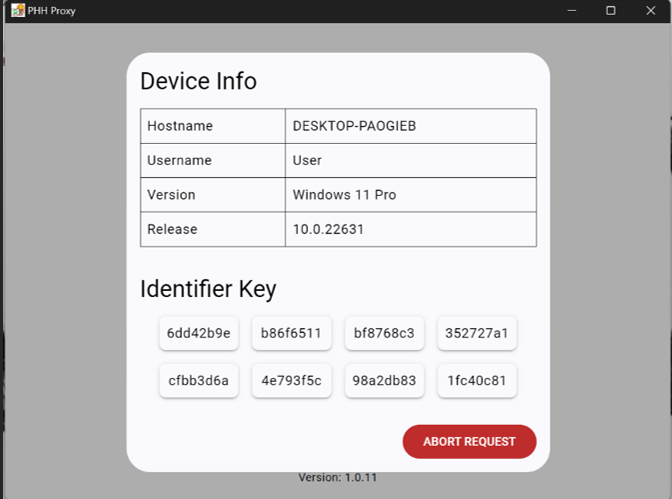 PHH Proxy
Device Info
Hostname DESKTOP-PAOGIEB
Username User
Version Windows 11 Pro
Release 10.0.22631
Identifier Key
6dd42b9e b86f6511 bf8768c3 352727a1
cfbb3d6a 4e793f5c 98a2db83 1fc40c81
ABORT REQUEST
Version: 1.0.11